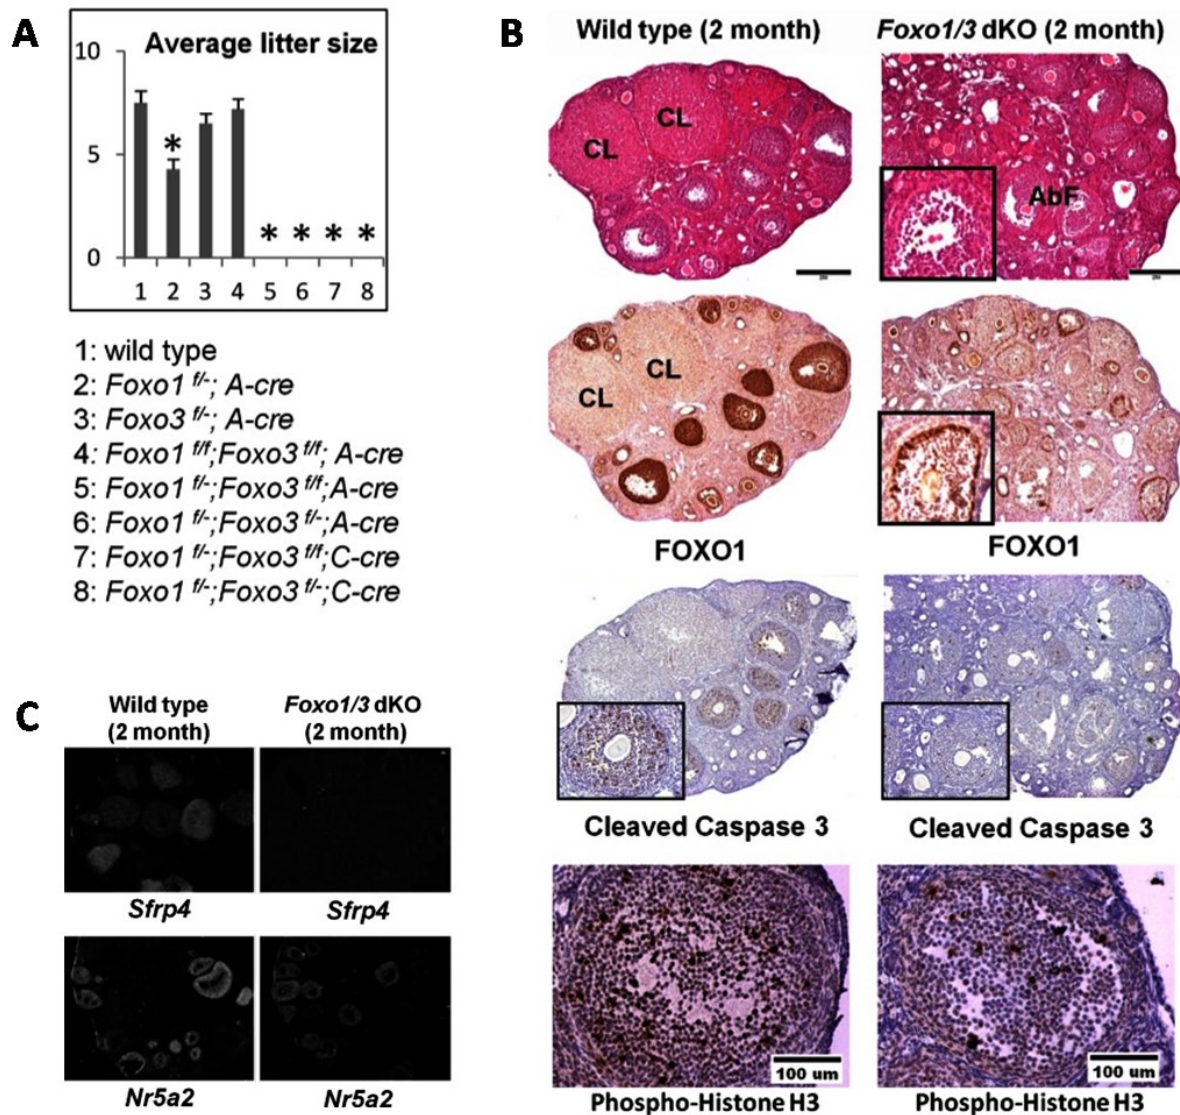 A
Average litter size
10
5
0
*
* * * *
1 2 3 4 5 6 7 8
1: wild type
2: Foxo1 f/-; A-cre
3: Foxo3 f/-; A-cre
4: Foxo1 f/f;Foxo3 f/f; A-cre
5: Foxo1 f/-;Foxo3 f/f;A-cre
6: Foxo1 f/-;Foxo3 f/-;A-cre
7: Foxo1 f/-;Foxo3 f/f;C-cre
8: Foxo1 f/-;Foxo3 f/-;C-cre
B
Wild type (2 month) Foxo1/3 dKO (2 month)
CL
CL
AbF
CL
CL
FOXO1 FOXO1
Cleaved Caspase 3 Cleaved Caspase 3
100 um 100 um
Phospho-Histone H3 Phospho-Histone H3
C
Wild type Foxo1/3 dKO
(2 month) (2 month)
Sfrp4 Sfrp4
Nr5a2 Nr5a2